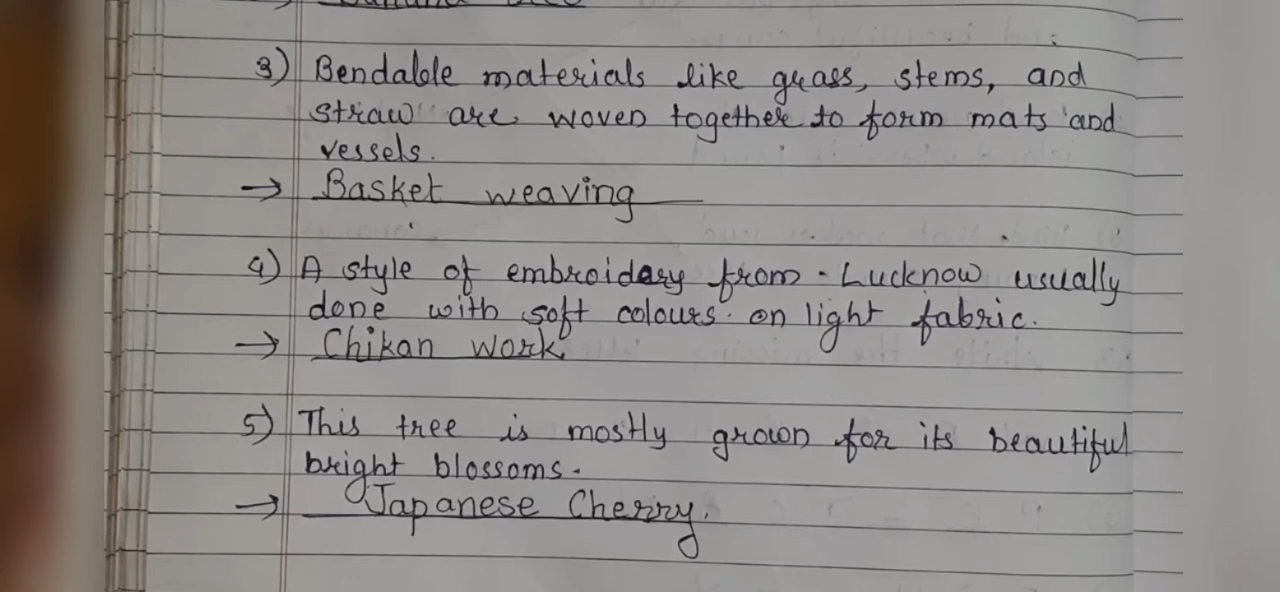 3) Bendable materials like grass, stems, and
straw are woven together to form mats and
vessels.
→ Basket weaving
4) A style of embroidery from Lucknow usually
done with soft colours on light fabric.
→ Chikan work
5) This tree is mostly grown for its beautiful
bright blossoms.
→ Japanese Cherry.